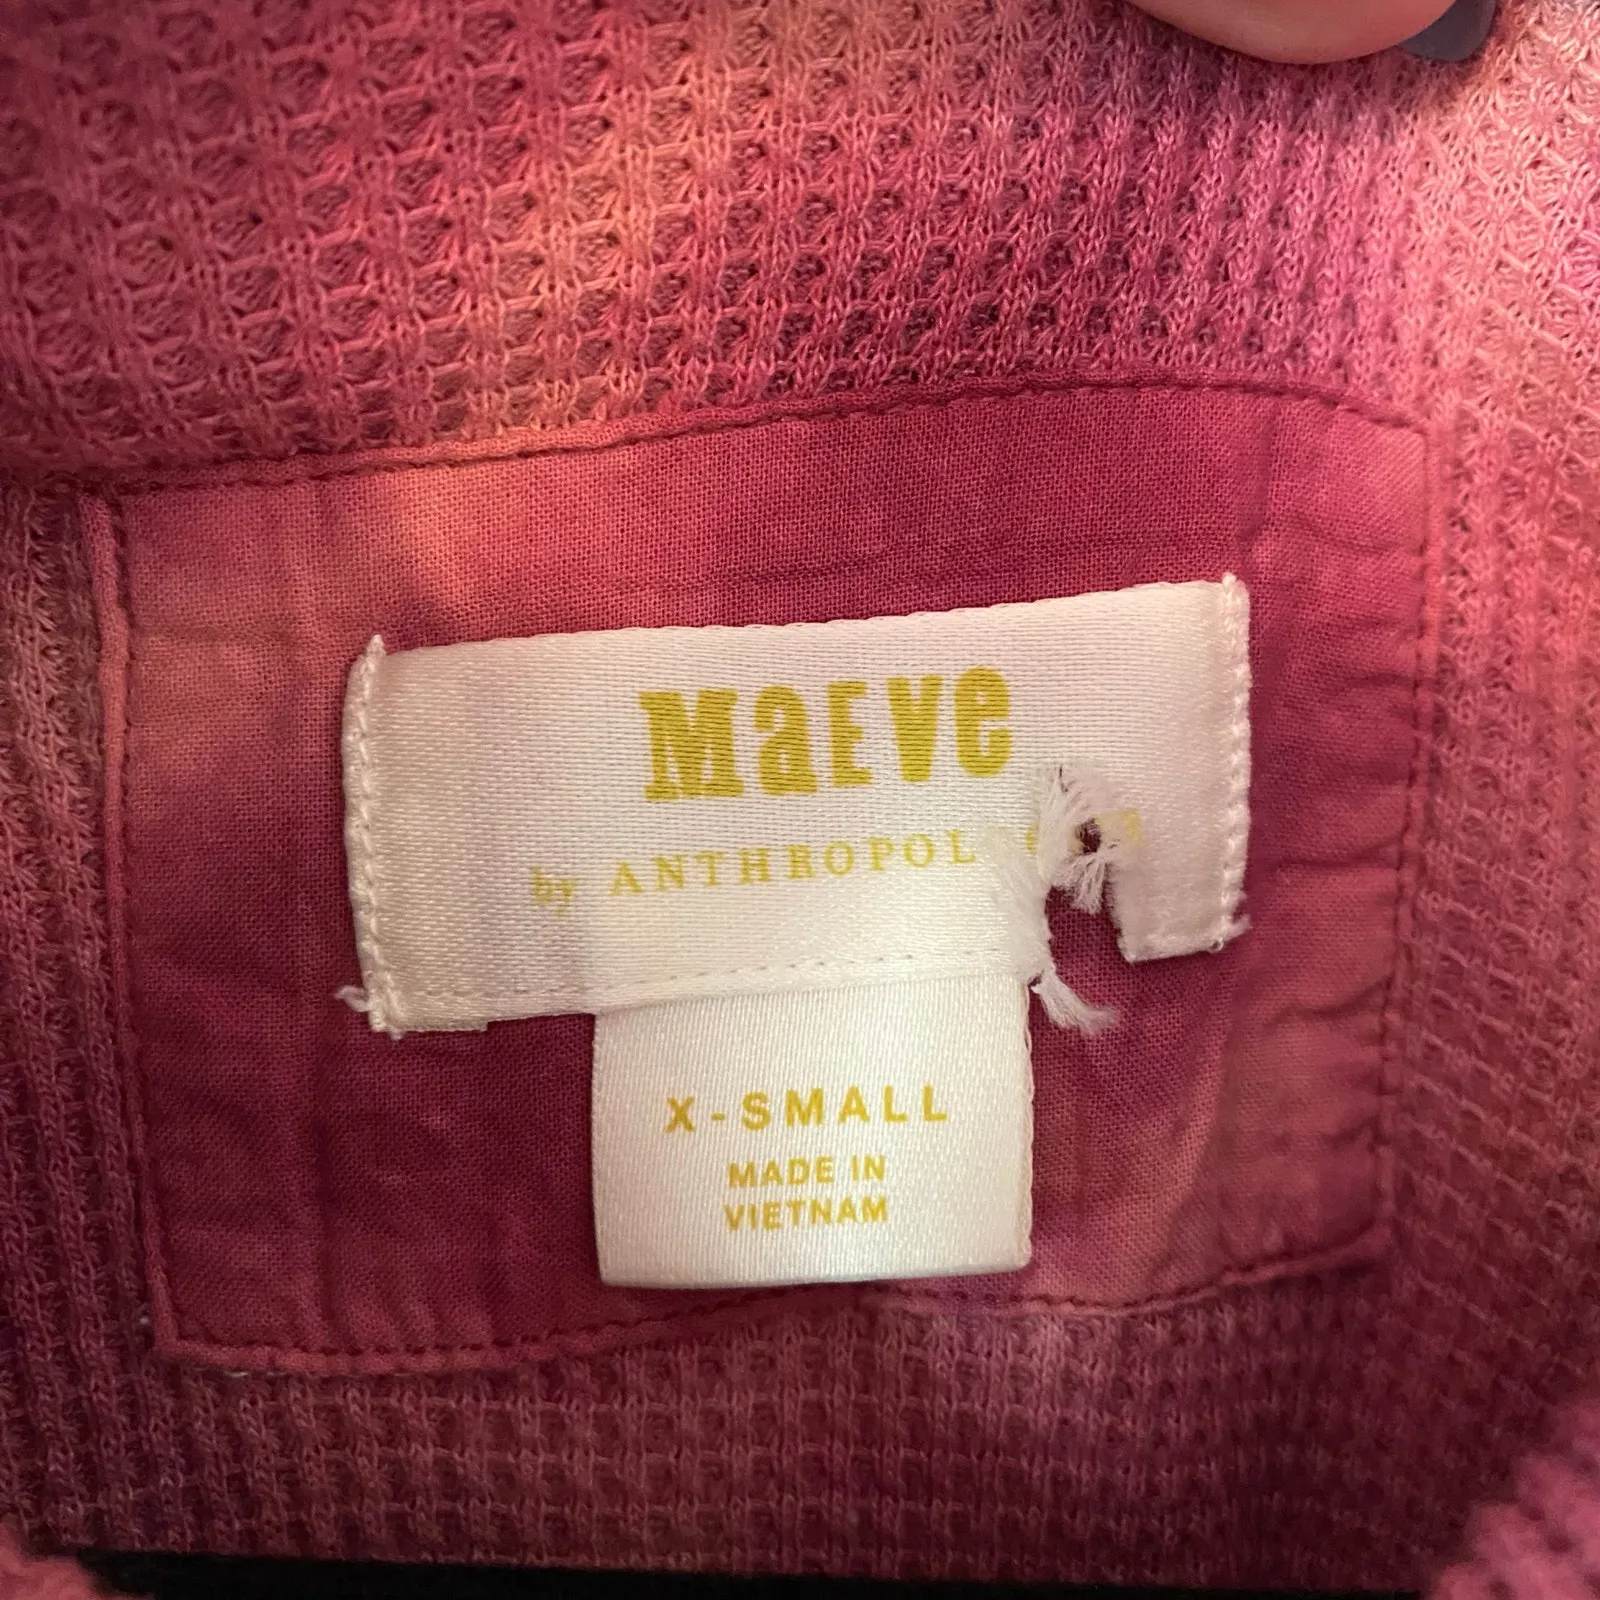 MaEve
by ANTHROPOL
X-SMALL
MADE IN
VIETNAM